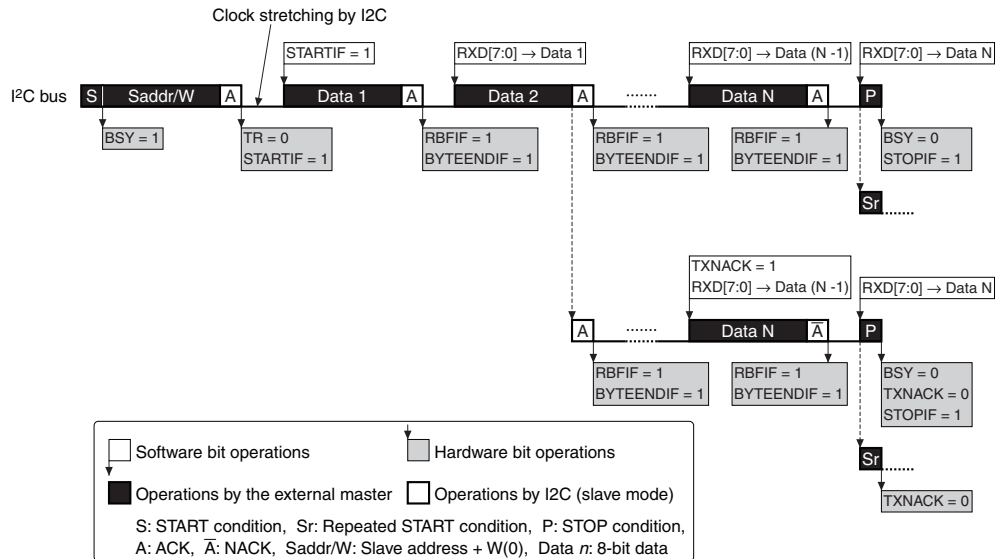 Clock stretching by I2C
STARTIF = 1
RXD[7:0] → Data 1
RXD[7:0] → Data (N -1)
RXD[7:0] → Data N
I²C bus
S Saddr/W A Data 1 A Data 2 A ........ Data N A P
BSY = 1
TR = 0
STARTIF = 1
RBFIF = 1
BYTEENDIF = 1
RBFIF = 1
BYTEENDIF = 1
RBFIF = 1
BYTEENDIF = 1
BSY = 0
STOPIF = 1
Sr ........
TXNACK = 1
RXD[7:0] → Data (N -1)
RXD[7:0] → Data N
A ........ Data N A̅ P
RBFIF = 1
BYTEENDIF = 1
RBFIF = 1
BYTEENDIF = 1
BSY = 0
TXNACK = 0
STOPIF = 1
Sr ........
TXNACK = 0
Software bit operations
Hardware bit operations
Operations by the external master
Operations by I2C (slave mode)
S: START condition, Sr: Repeated START condition, P: STOP condition,
A: ACK, A̅: NACK, Saddr/W: Slave address + W(0), Data n: 8-bit data